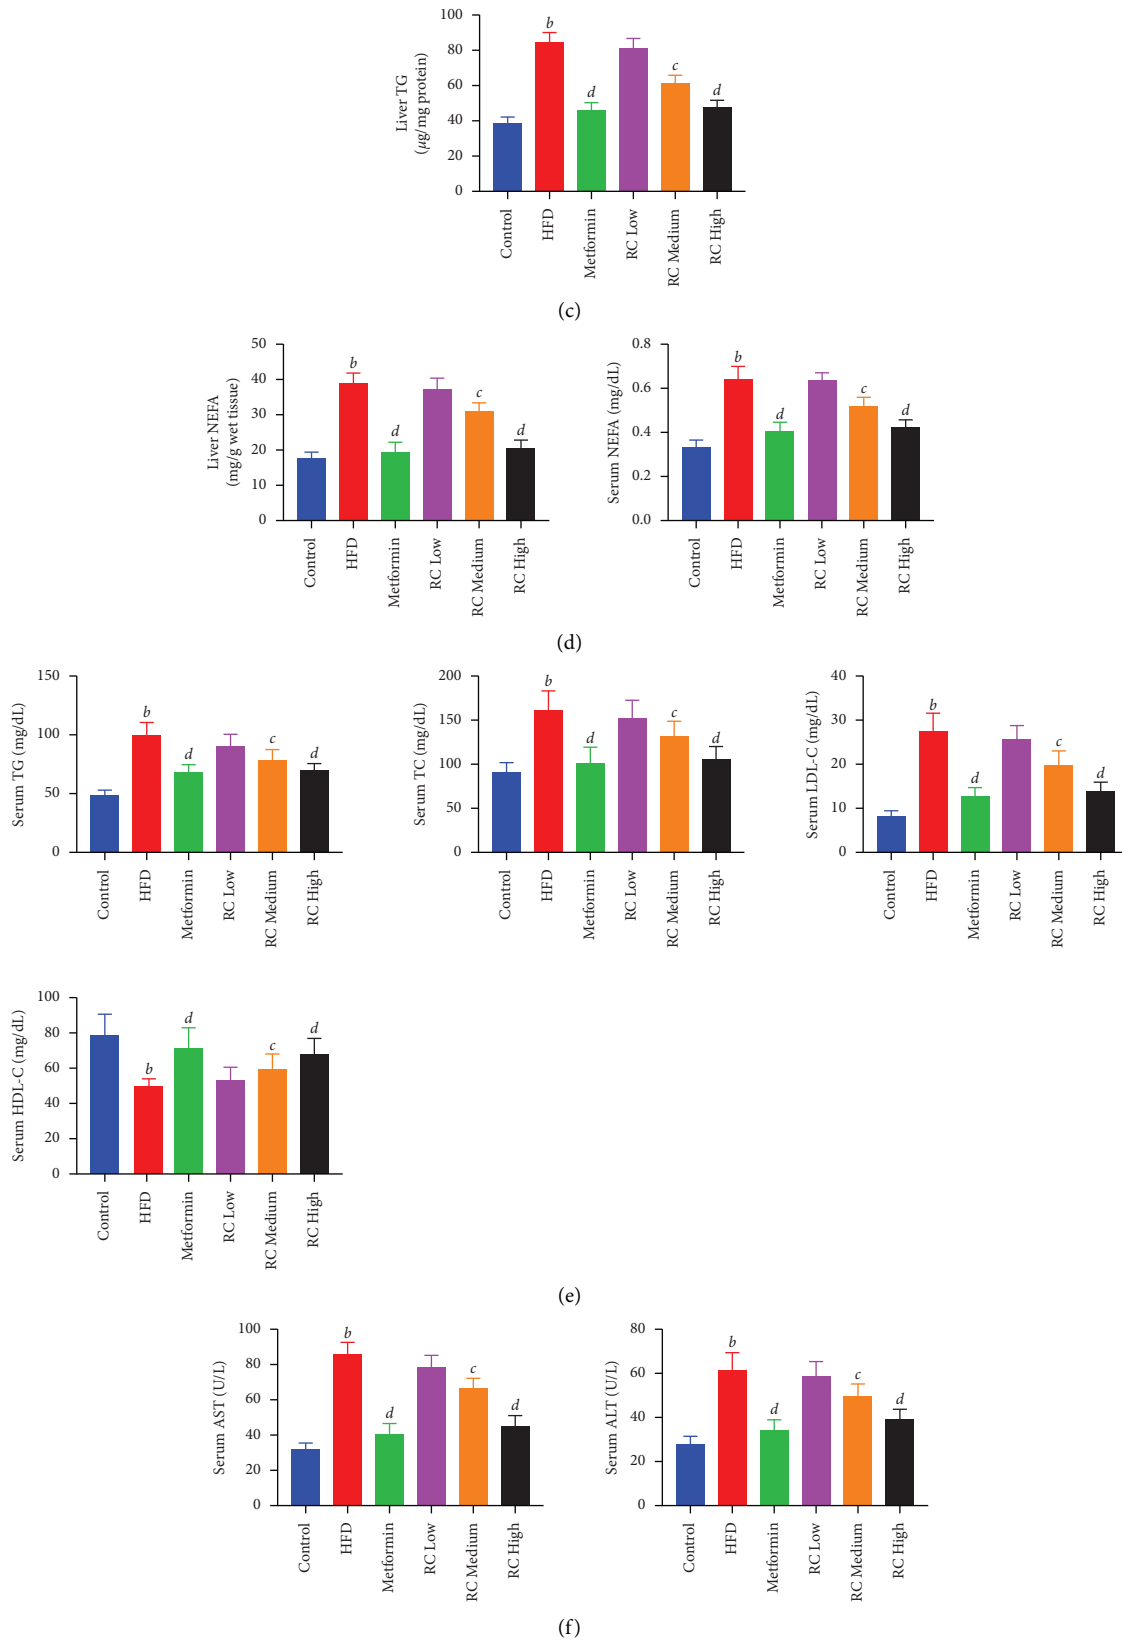 Liver TG
(μg/mg protein)
100
80
60
40
20
0
b
d
c
d
Control
HFD
Metformin
RC Low
RC Medium
RC High
(c)
Liver NEFA
(mg/g wet tissue)
50
40
30
20
10
0
b
d
c
d
Control
HFD
Metformin
RC Low
RC Medium
RC High
Serum NEFA (mg/dL)
0.8
0.6
0.4
0.2
0.0
b
d
c
d
Control
HFD
Metformin
RC Low
RC Medium
RC High
(d)
Serum TG (mg/dL)
150
100
50
0
b
d
c
d
Control
HFD
Metformin
RC Low
RC Medium
RC High
Serum TC (mg/dL)
200
150
100
50
0
b
d
c
d
Control
HFD
Metformin
RC Low
RC Medium
RC High
Serum LDL-C (mg/dL)
40
30
20
10
0
b
d
c
d
Control
HFD
Metformin
RC Low
RC Medium
RC High
Serum HDL-C (mg/dL)
100
80
60
40
20
0
b
d
c
d
Control
HFD
Metformin
RC Low
RC Medium
RC High
(e)
Serum AST (U/L)
100
80
60
40
20
0
b
d
c
d
Control
HFD
Metformin
RC Low
RC Medium
RC High
Serum ALT (U/L)
80
60
40
20
0
b
d
c
d
Control
HFD
Metformin
RC Low
RC Medium
RC High
(f)